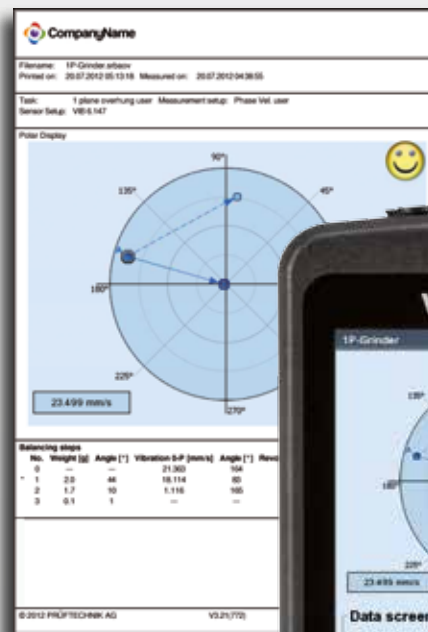 CompanyName
Filename: 1P-Grinder.arbaov
Printed on: 20.07.2012 05:13:18 Measured on: 20.07.2012 04:38:55
Task: 1 plane overhung user Measurement setup: Phase Vel. user
Sensor Setup: VIB 6.147
Polar Display
90°
135°
45°
180°
225°
270°
23.499 mm/s
Balancing steps
No. Weight [g] Angle [°] Vibration 0-P [mm/s] Angle [°]
0 --- --- 21.360 164
* 1 2.0 44 18.114 80
2 1.7 10 1.116 165
3 0.1 1 --- ---
© 2012 PRÜFTECHNIK AG
V3.21(772)
1P-Grinder
135°
180°
225°
23.499 mm/s
Data screen